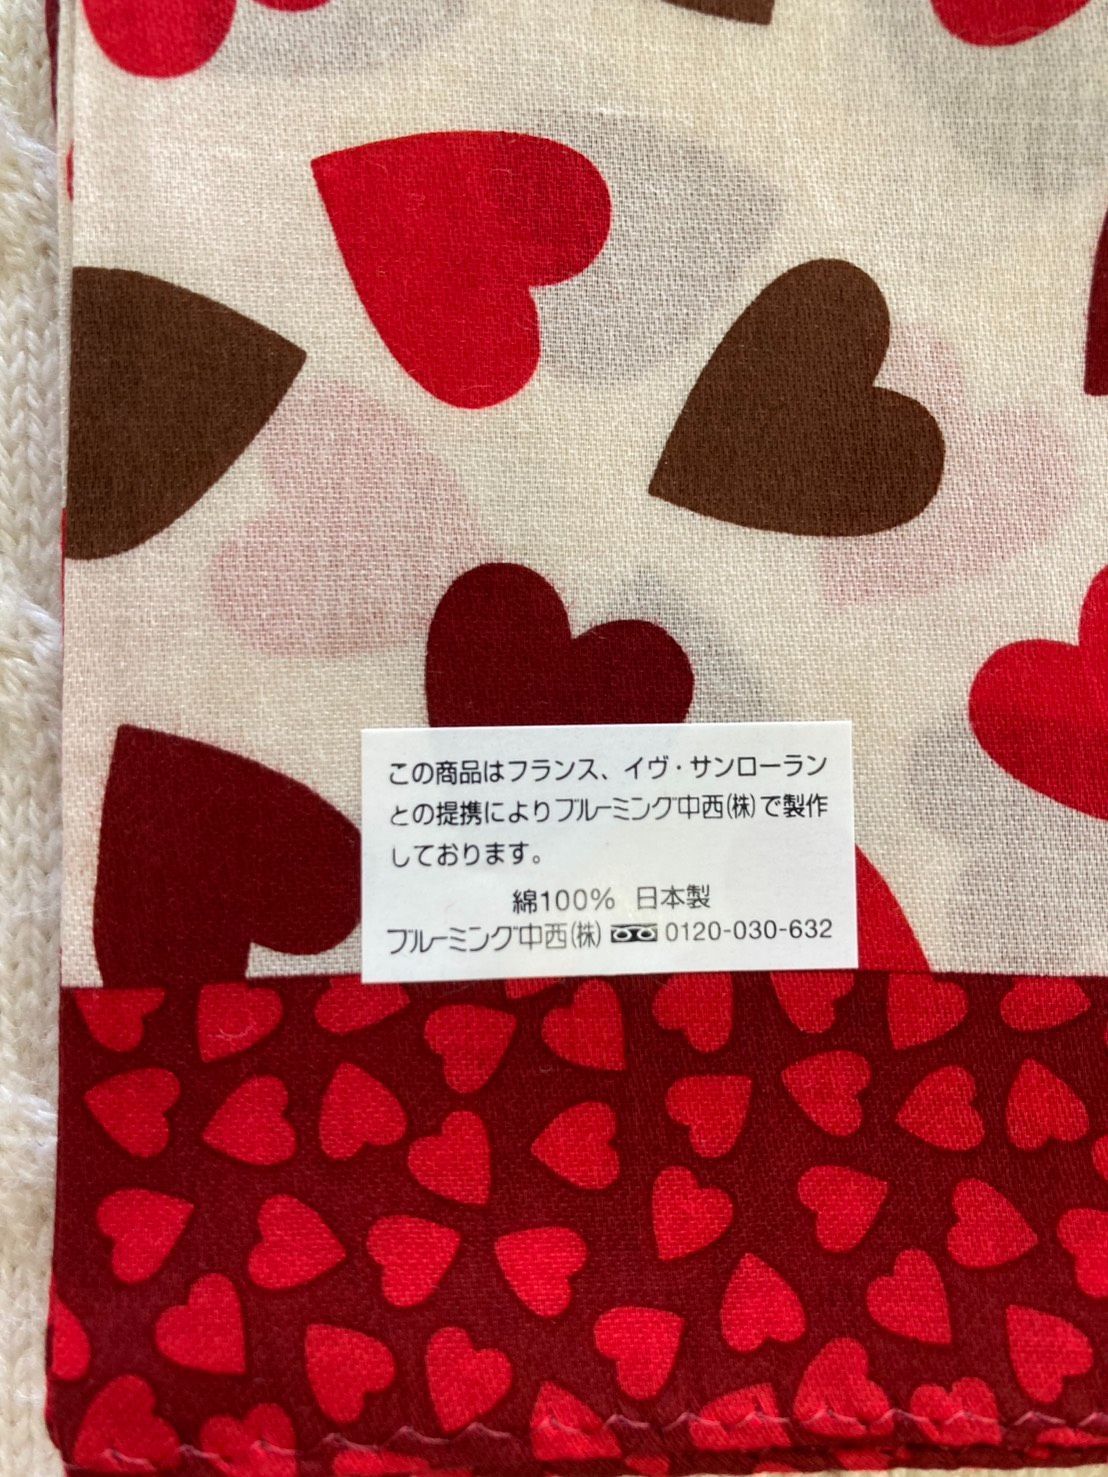 この商品はフランス、イヴ・サンローラン
との提携によりブルーミング中西(株)で製作
しております。
綿100% 日本製
ブルーミング中西(株) 0120-030-632